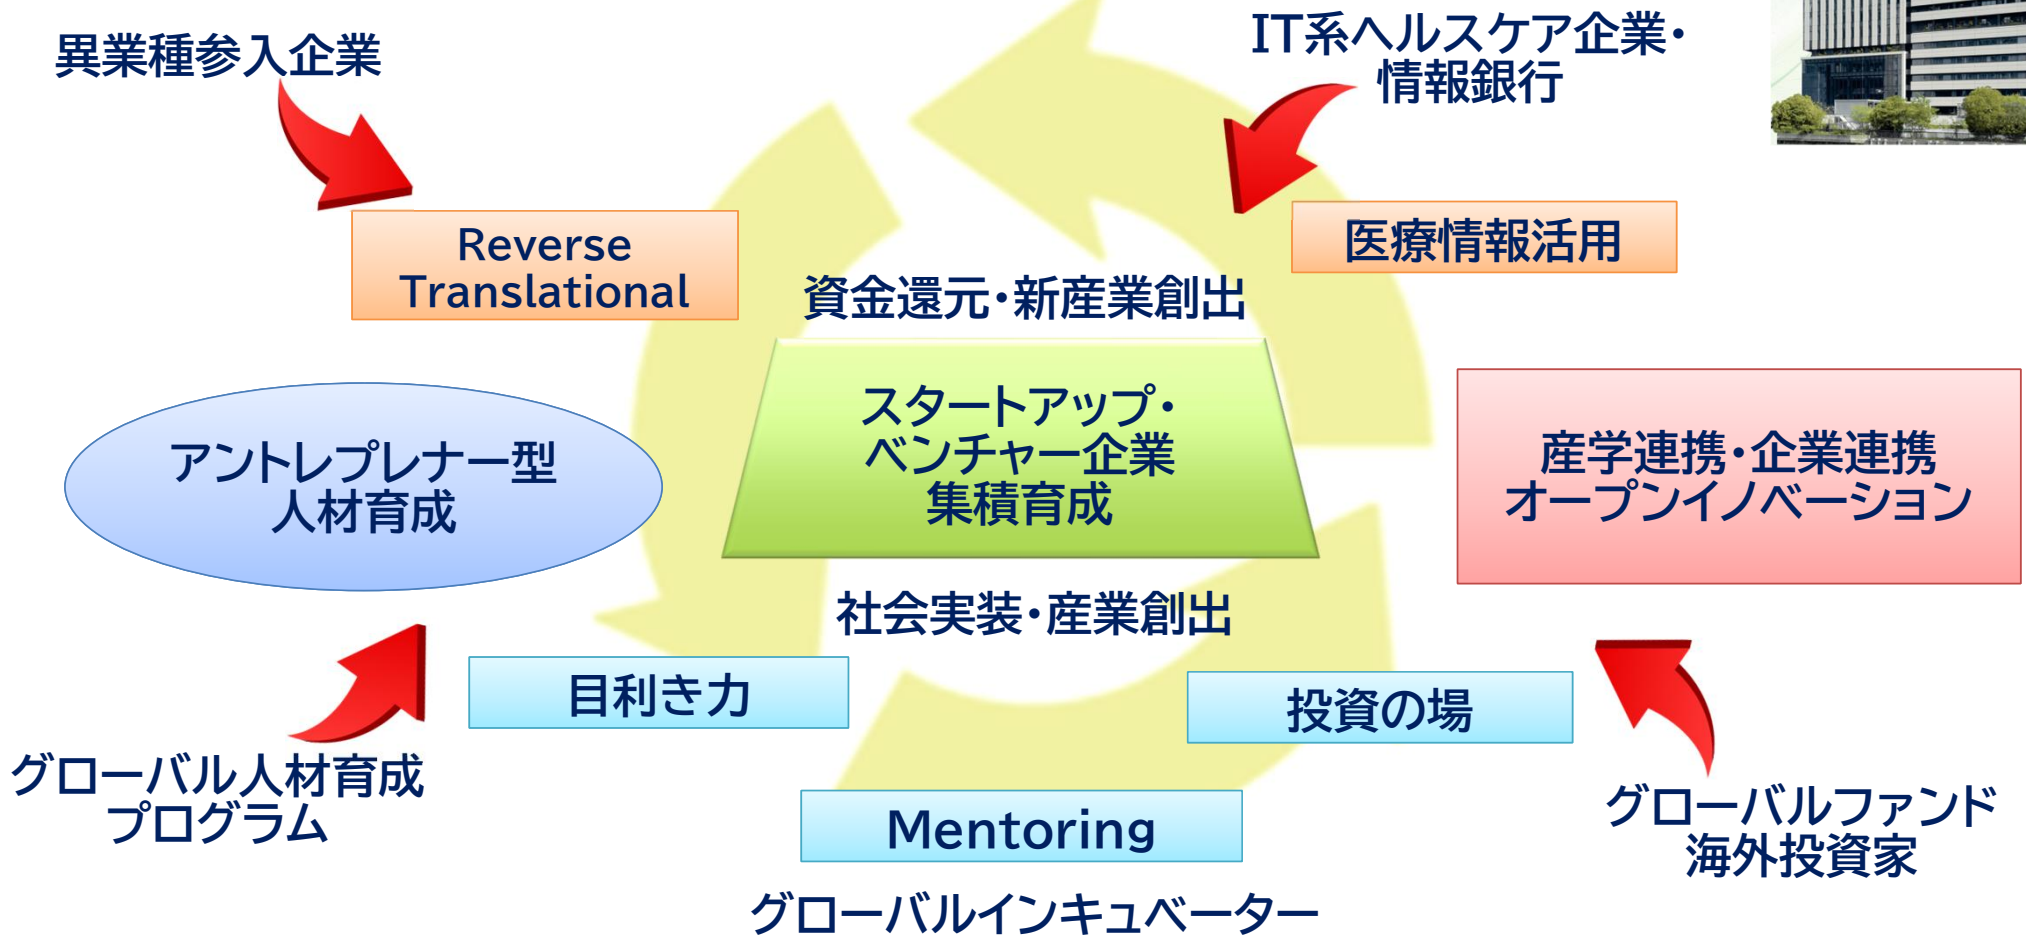 異業種参入企業
IT系ヘルスケア企業・
情報銀行
Reverse
Translational
医療情報活用
資金還元・新産業創出
スタートアップ・
ベンチャー企業
集積育成
アントレプレナー型
人材育成
産学連携・企業連携
オープンイノベーション
社会実装・産業創出
目利き力
投資の場
グローバル人材育成
プログラム
Mentoring
グローバルファンド
海外投資家
グローバルインキュベーター